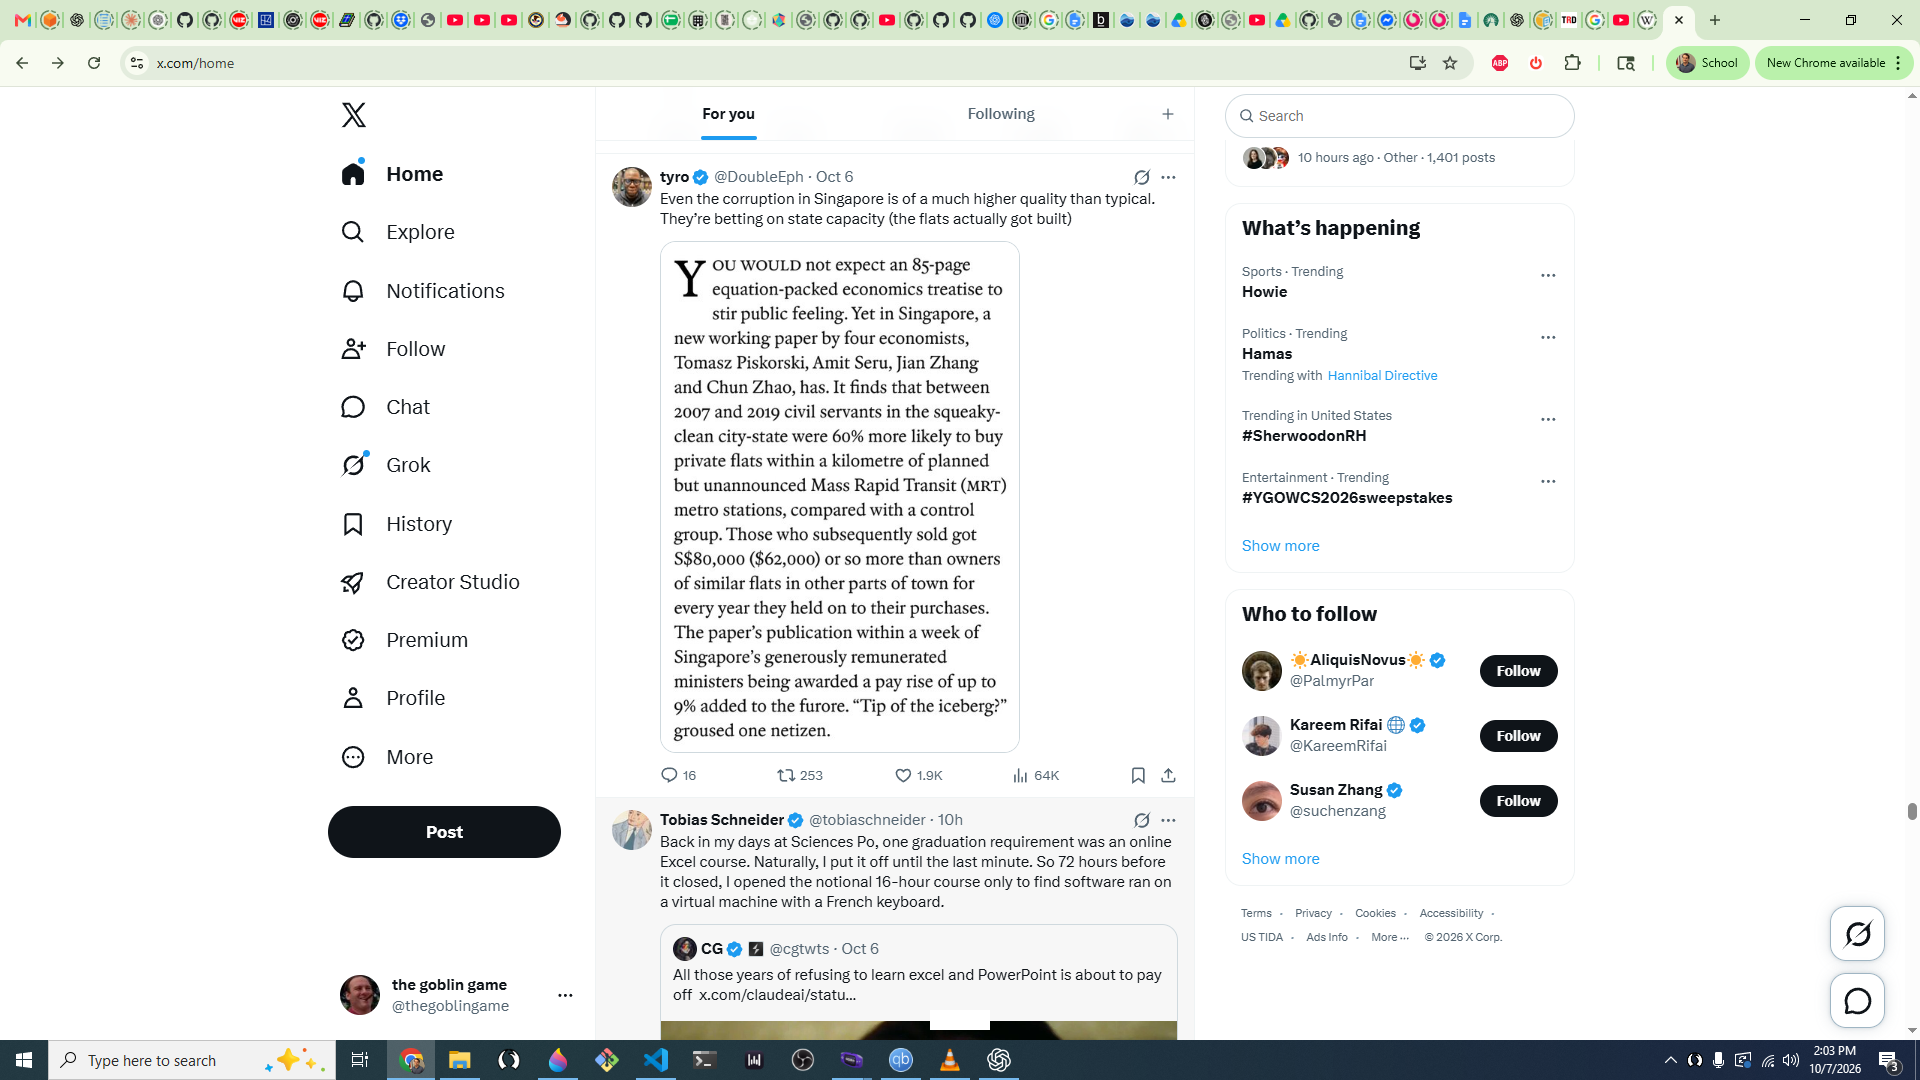 x.com/home
School
New Chrome available
Home
Explore
Notifications
Follow
Chat
Grok
History
Creator Studio
Premium
Profile
More
Post
the goblin game
@thegoblingame
For you
Following
tyro @DoubleEph · Oct 6
Even the corruption in Singapore is of a much higher quality than typical.
They're betting on state capacity (the flats actually got built)
YOU WOULD not expect an 85-page
equation-packed economics treatise to
stir public feeling. Yet in Singapore, a
new working paper by four economists,
Tomasz Piskorski, Amit Seru, Jian Zhang
and Chun Zhao, has. It finds that between
2007 and 2019 civil servants in the squeaky-
clean city-state were 60% more likely to buy
private flats within a kilometre of planned
but unannounced Mass Rapid Transit (MRT)
metro stations, compared with a control
group. Those who subsequently sold got
S$80,000 ($62,000) or so more than owners
of similar flats in other parts of town for
every year they held on to their purchases.
The paper's publication within a week of
Singapore's generously remunerated
ministers being awarded a pay rise of up to
9% added to the furore. “Tip of the iceberg?”
groused one netizen.
16 253 1.9K 64K
Tobias Schneider @tobiaschneider · 10h
Back in my days at Sciences Po, one graduation requirement was an online
Excel course. Naturally, I put it off until the last minute. So 72 hours before
it closed, I opened the notional 16-hour course only to find software ran on
a virtual machine with a French keyboard.
CG @cgtwts · Oct 6
All those years of refusing to learn excel and PowerPoint is about to pay
off x.com/claudeai/statu...
Search
10 hours ago · Other · 1,401 posts
What's happening
Sports · Trending
Howie
Politics · Trending
Hamas
Trending with Hannibal Directive
Trending in United States
#SherwoodonRH
Entertainment · Trending
#YGOWCS2026sweepstakes
Show more
Who to follow
AliquisNovus
@PalmyrPar
Follow
Kareem Rifai
@KareemRifai
Follow
Susan Zhang
@suchenzang
Follow
Show more
Terms · Privacy · Cookies · Accessibility ·
US TIDA · Ads Info · More ··· © 2026 X Corp.
Type here to search
2:03 PM
10/7/2026
3